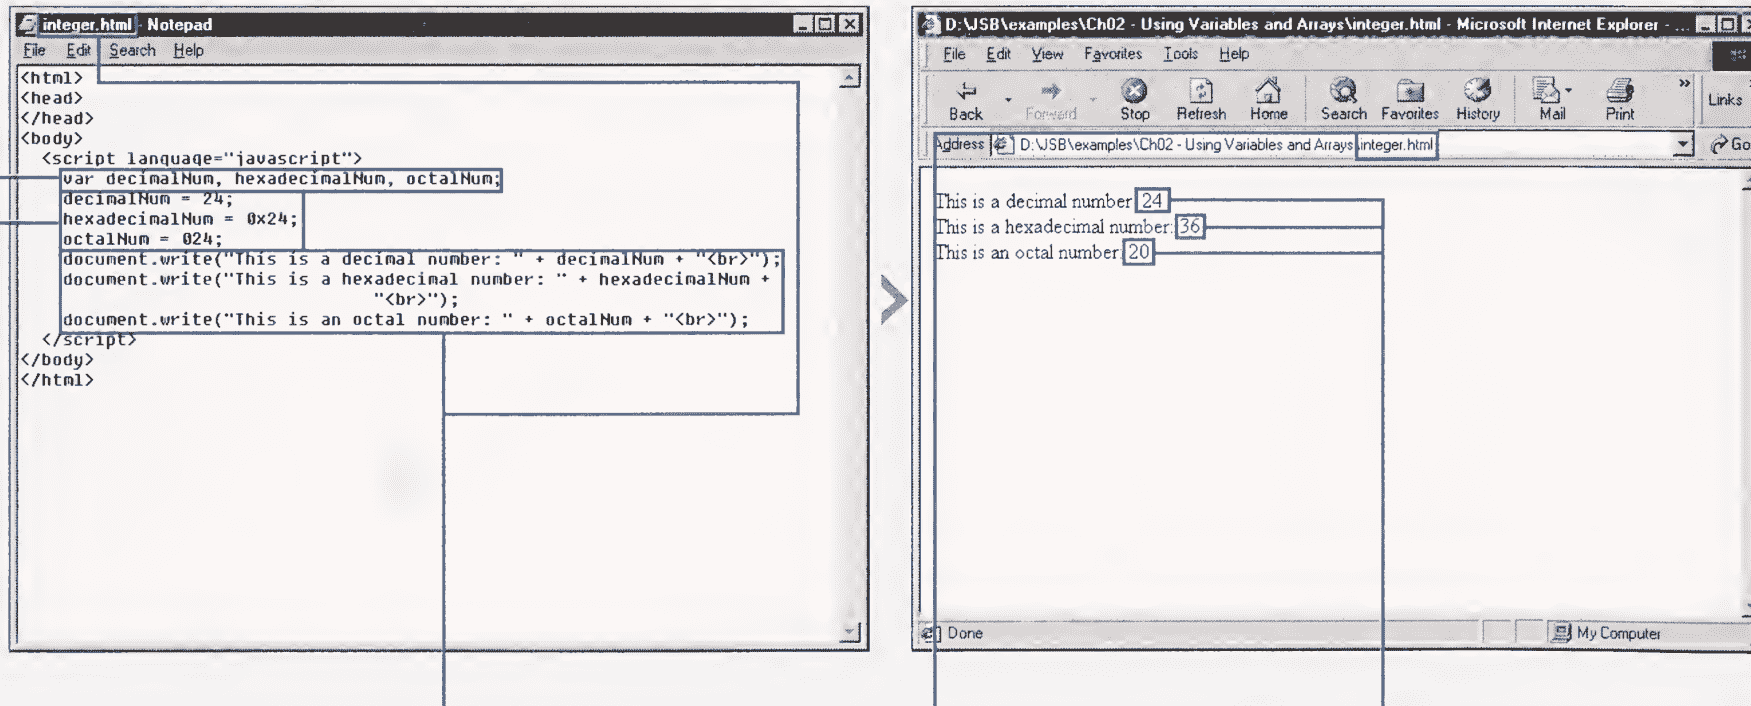 integer.html - Notepad
File Edit Search Help
<html>
<head>
</head>
<body>
<script language="javascript">
var decimalNum, hexadecimalNum, octalNum;
decimalNum = 24;
hexadecimalNum = 0x24;
octalNum = 024;
document.write("This is a decimal number: " + decimalNum + "<br>");
document.write("This is a hexadecimal number: " + hexadecimalNum +
"<br>");
document.write("This is an octal number: " + octalNum + "<br>");
</script>
</body>
</html>
D:\JSB\examples\Ch02 - Using Variables and Arrays\integer.html - Microsoft Internet Explorer - ...
File Edit View Favorites Tools Help
Back Forward Stop Refresh Home Search Favorites History Mail Print » Links
Address D:\JSB\examples\Ch02 - Using Variables and Arrays\integer.html Go
This is a decimal number: 24
This is a hexadecimal number: 36
This is an octal number: 20
Done My Computer